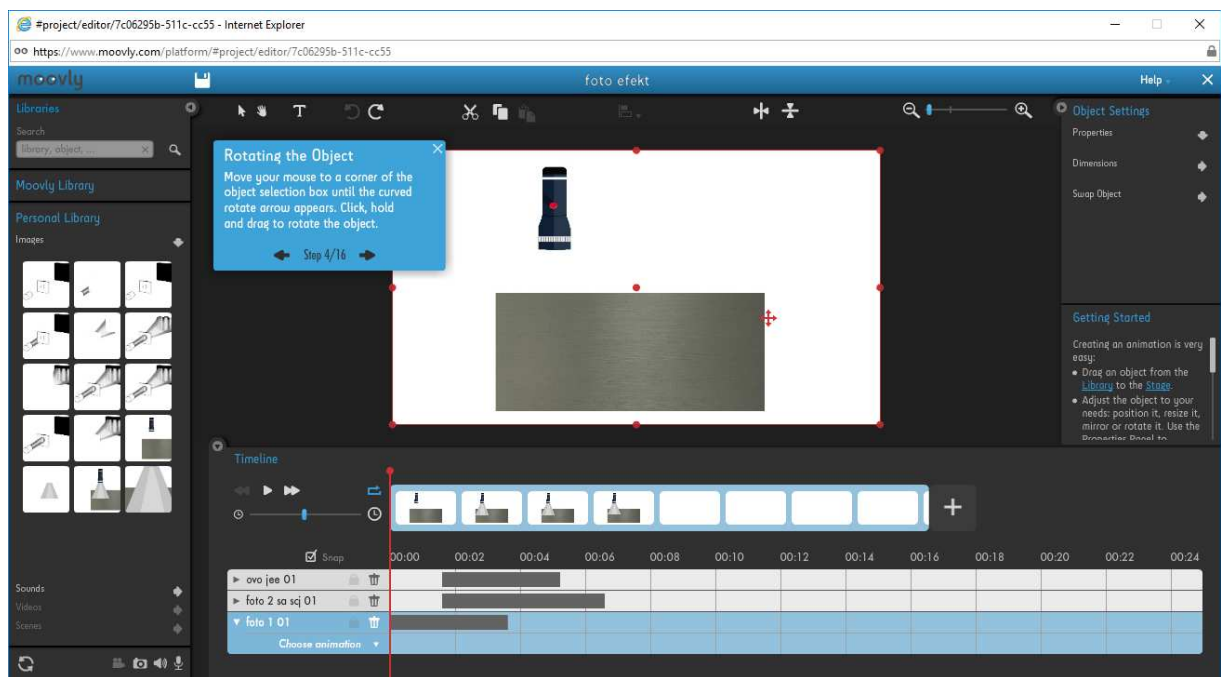 #project/editor/7c06295b-511c-cc55 - Internet Explorer
https://www.moovly.com/platform/#project/editor/7c06295b-511c-cc55
moovly
foto efekt
Help
Libraries
Search
library, object, ...
Moovly Library
Personal Library
Images
Sounds
Videos
Scenes
T
Rotating the Object
Move your mouse to a corner of the
object selection box until the curved
rotate arrow appears. Click, hold
and drag to rotate the object.
Step 4/16
Object Settings
Properties
Dimensions
Swap Object
Getting Started
Creating an animation is very
easy:
• Drag an object from the
Library to the Stage.
• Adjust the object to your
needs: position it, resize it,
mirror or rotate it. Use the
Properties Panel to
Timeline
Snap
00:00 00:02 00:04 00:06 00:08 00:10 00:12 00:14 00:16 00:18 00:20 00:22 00:24
ovo jee 01
foto 2 sa scj 01
foto 1 01
Choose animation